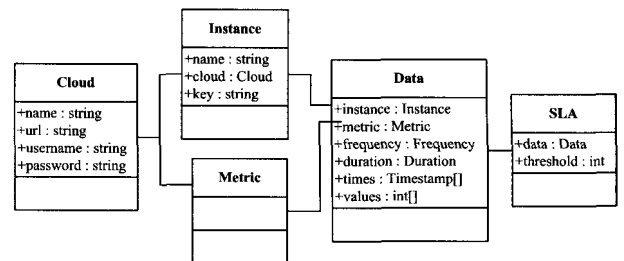 Cloud
+name : string
+url : string
+username : string
+password : string
Instance
+name : string
+cloud : Cloud
+key : string
Metric
Data
+instance : Instance
+metric : Metric
+frequency : Frequency
+duration : Duration
+times : Timestamp[]
+values : int[]
SLA
+data : Data
+threshold : int